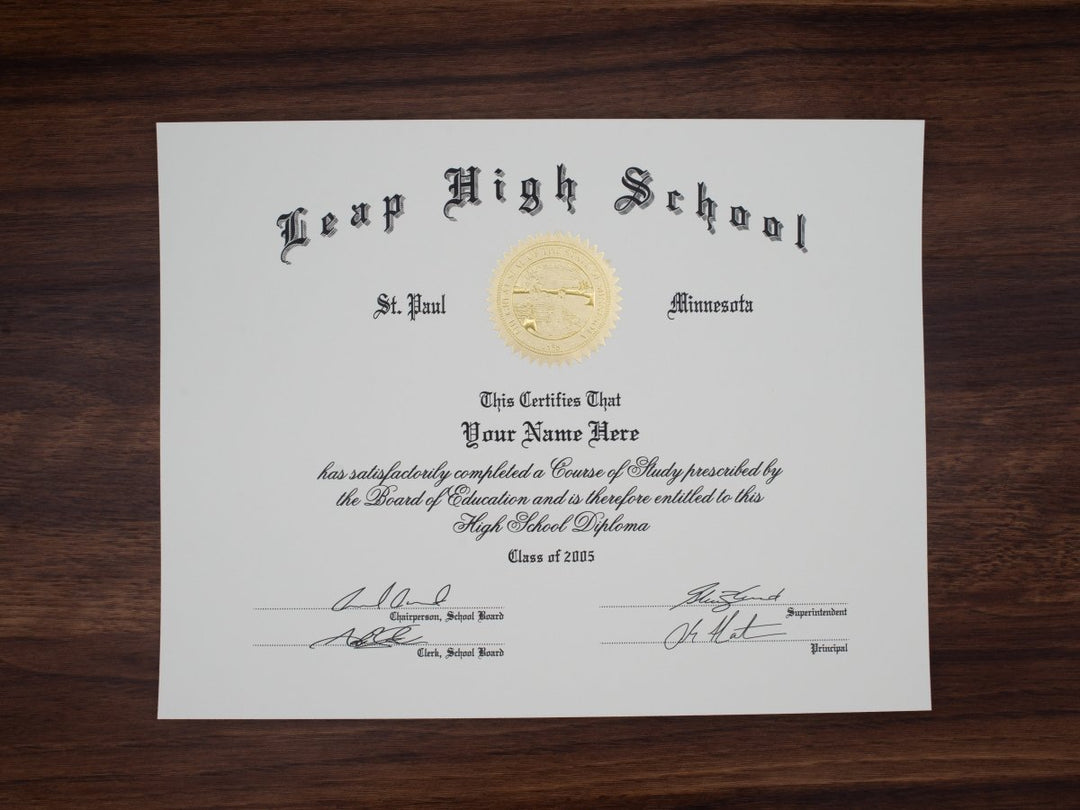 Leap High School
St. Paul Minnesota
This Certifies That
Your Name Here
has satisfactorily completed a Course of Study prescribed by
the Board of Education and is therefore entitled to this
High School Diploma
Class of 2005
Chairperson, School Board
Superintendent
Clerk, School Board
Principal